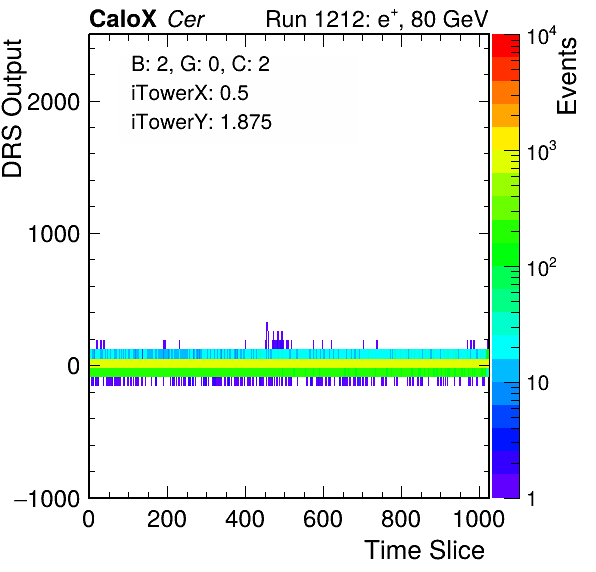 CaloX Cer Run 1212: e⁺, 80 GeV
B: 2, G: 0, C: 2
iTowerX: 0.5
iTowerY: 1.875
DRS Output
2000
1000
0
−1000
0 200 400 600 800 1000
Time Slice
Events
10⁴
10³
10²
10
1